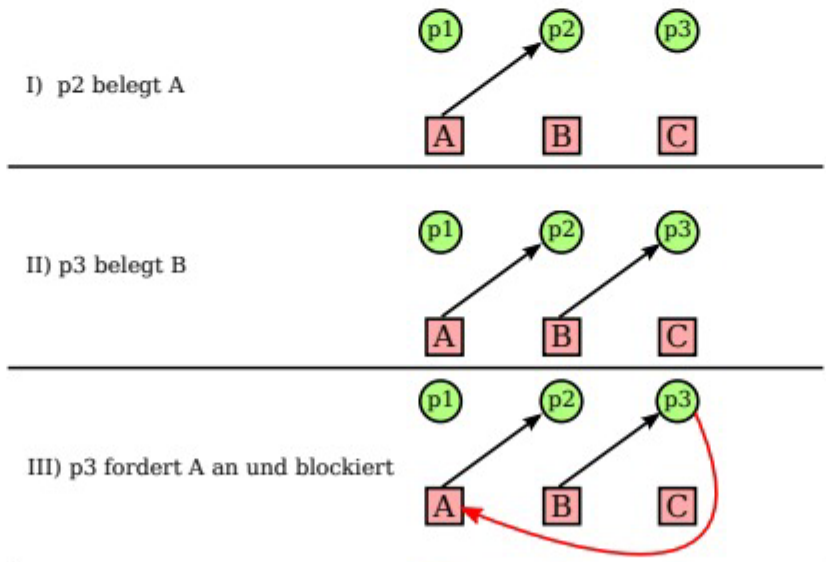 p1 p2 p3
I) p2 belegt A
A B C
p1 p2 p3
II) p3 belegt B
A B C
p1 p2 p3
III) p3 fordert A an und blockiert
A B C